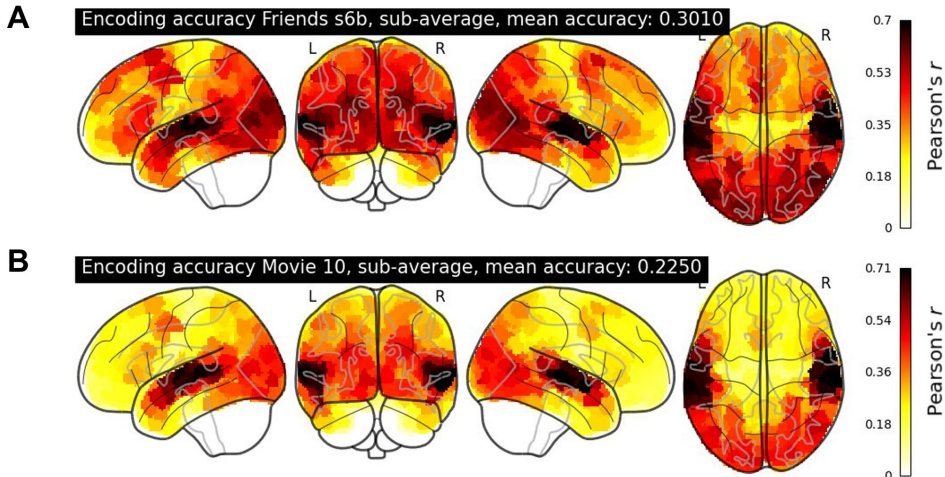 A
Encoding accuracy Friends s6b, sub-average, mean accuracy: 0.3010
L R L R
0.7
0.53
0.35
0.18
0
Pearson's r
B
Encoding accuracy Movie 10, sub-average, mean accuracy: 0.2250
L R L R
0.71
0.54
0.36
0.18
0
Pearson's r